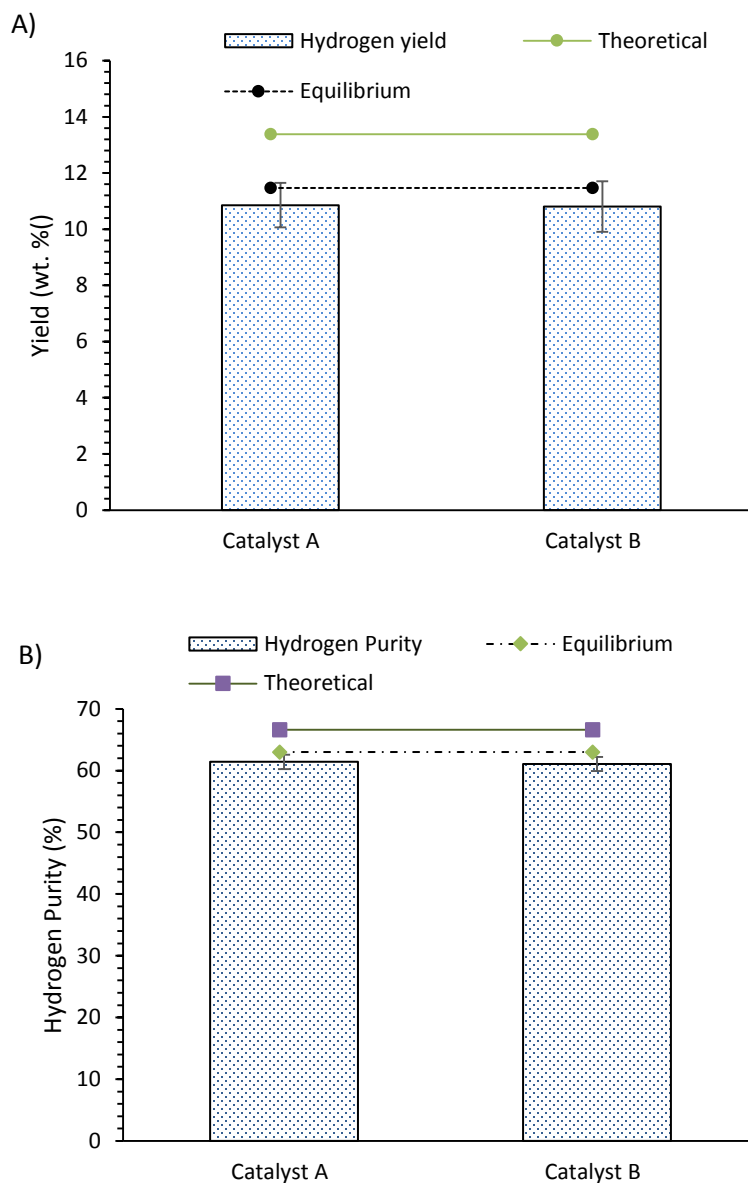 A)
Hydrogen yield Theoretical
Equilibrium
16
14
12
10
8
6
4
2
0
Yield (wt. %()
Catalyst A Catalyst B
B)
Hydrogen Purity Equilibrium
Theoretical
70
60
50
40
30
20
10
0
Hydrogen Purity (%)
Catalyst A Catalyst B